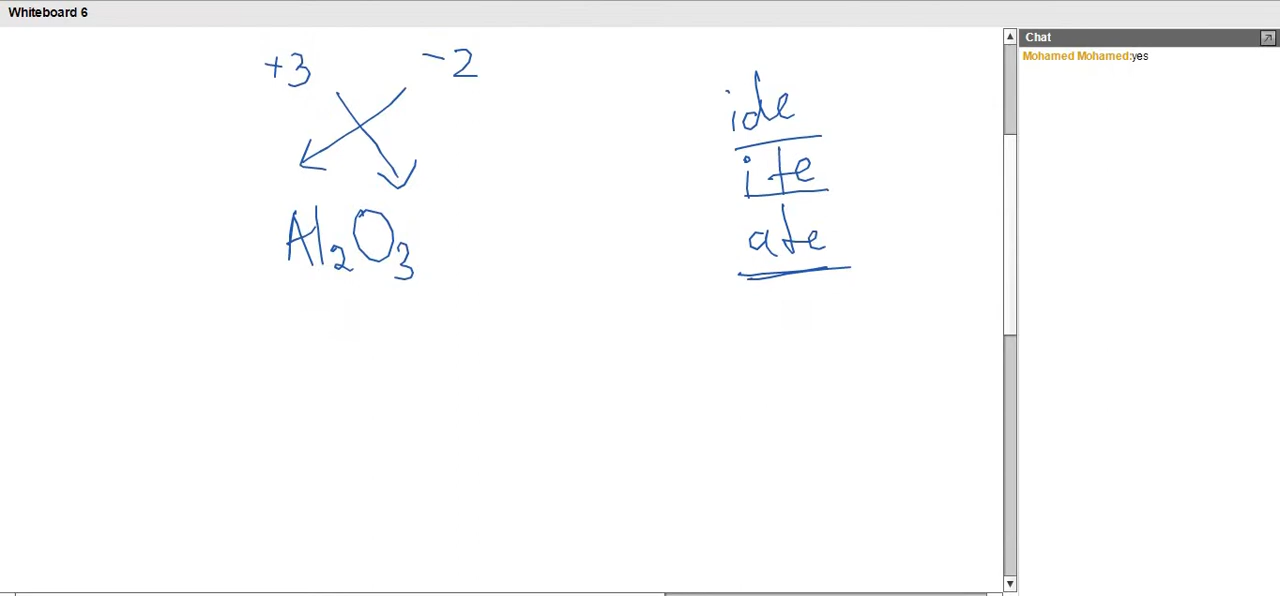 Whiteboard 6
+3 -2
Al2O3
ide
ite
ate
Chat
Mohamed Mohamed:yes